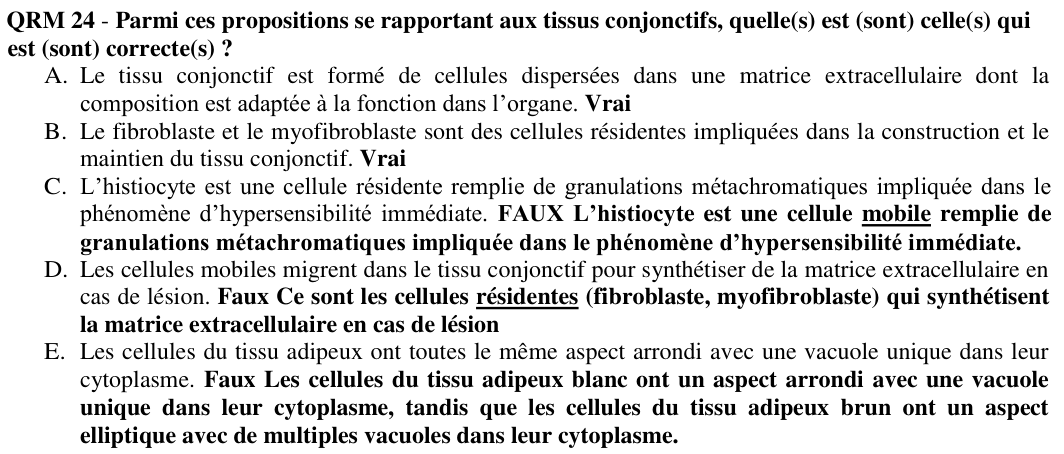 QRM 24 - Parmi ces propositions se rapportant aux tissus conjonctifs, quelle(s) est (sont) celle(s) qui
est (sont) correcte(s) ?
A. Le tissu conjonctif est formé de cellules dispersées dans une matrice extracellulaire dont la
composition est adaptée à la fonction dans l'organe. Vrai
B. Le fibroblaste et le myofibroblaste sont des cellules résidentes impliquées dans la construction et le
maintien du tissu conjonctif. Vrai
C. L'histiocyte est une cellule résidente remplie de granulations métachromatiques impliquée dans le
phénomène d'hypersensibilité immédiate. FAUX L'histiocyte est une cellule mobile remplie de
granulations métachromatiques impliquée dans le phénomène d'hypersensibilité immédiate.
D. Les cellules mobiles migrent dans le tissu conjonctif pour synthétiser de la matrice extracellulaire en
cas de lésion. Faux Ce sont les cellules résidentes (fibroblaste, myofibroblaste) qui synthétisent
la matrice extracellulaire en cas de lésion
E. Les cellules du tissu adipeux ont toutes le même aspect arrondi avec une vacuole unique dans leur
cytoplasme. Faux Les cellules du tissu adipeux blanc ont un aspect arrondi avec une vacuole
unique dans leur cytoplasme, tandis que les cellules du tissu adipeux brun ont un aspect
elliptique avec de multiples vacuoles dans leur cytoplasme.